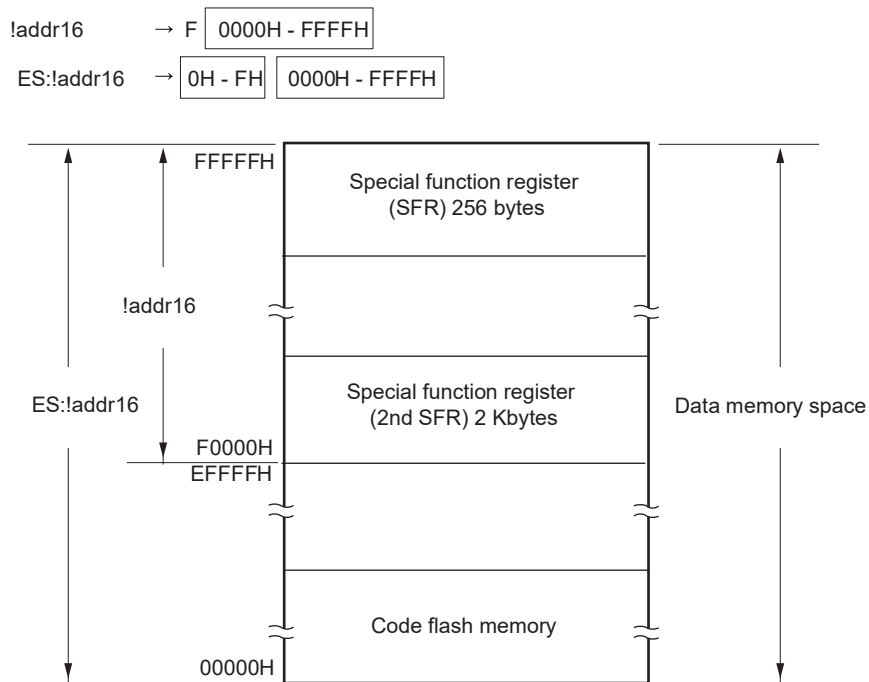 !addr16 → F 0000H - FFFFH
ES:!addr16 → 0H - FH 0000H - FFFFH
FFFFFH
Special function register
(SFR) 256 bytes
!addr16
Special function register
(2nd SFR) 2 Kbytes
ES:!addr16
Data memory space
F0000H
EFFFFH
Code flash memory
00000H